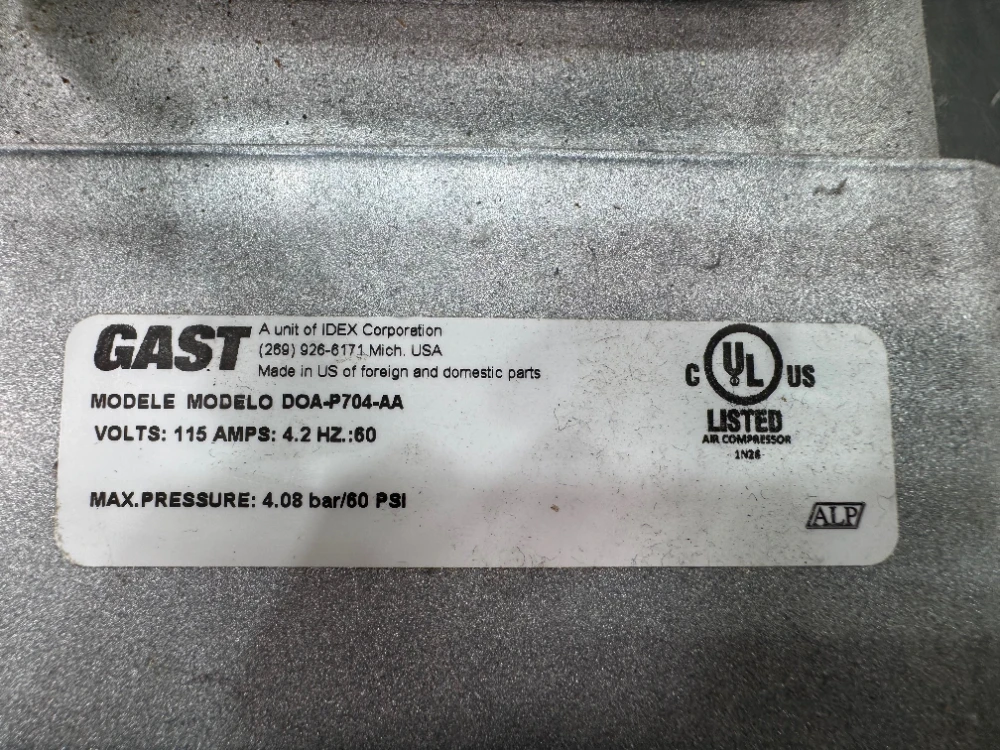 GAST
A unit of IDEX Corporation
(269) 926-6171 Mich. USA
Made in US of foreign and domestic parts
MODELE MODELO DOA-P704-AA
VOLTS: 115 AMPS: 4.2 HZ.:60
MAX.PRESSURE: 4.08 bar/60 PSI
C UL US
LISTED
AIR COMPRESSOR
1N26
ALP